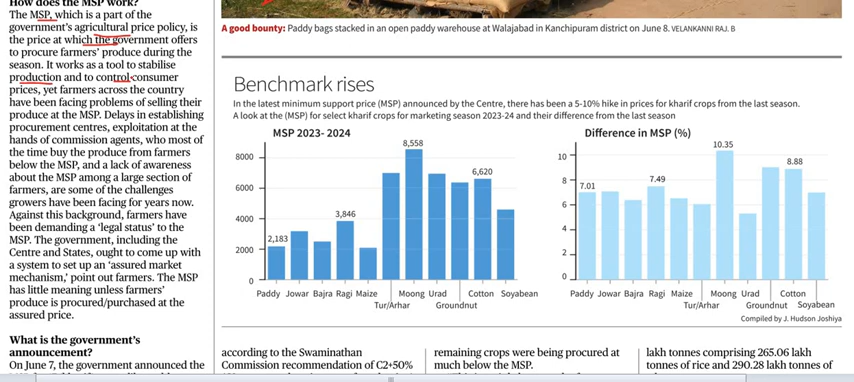 How does the MSP work?
The MSP, which is a part of the
government's agricultural price policy, is
the price at which the government offers
to procure farmers' produce during the
season. It works as a tool to stabilise
production and to control consumer
prices, yet farmers across the country
have been facing problems of selling their
produce at the MSP. Delays in establishing
procurement centres, exploitation at the
hands of commission agents, who most of
the time buy the produce from farmers
below the MSP, and a lack of awareness
about the MSP among a large section of
farmers, are some of the challenges
growers have been facing for years now.
Against this background, farmers have
been demanding a 'legal status' to the
MSP. The government, including the
Centre and States, ought to come up with
a system to set up an 'assured market
mechanism,' point out farmers. The MSP
has little meaning unless farmers'
produce is procured/purchased at the
assured price.
What is the government's
announcement?
On June 7, the government announced the
A good bounty: Paddy bags stacked in an open paddy warehouse at Walajabad in Kanchipuram district on June 8. VELANKANNI RAJ. B
Benchmark rises
In the latest minimum support price (MSP) announced by the Centre, there has been a 5-10% hike in prices for kharif crops from the last season.
A look at the (MSP) for select kharif crops for marketing season 2023-24 and their difference from the last season
MSP 2023- 2024
8000
6000
4000
2000
0
2,183
3,846
8,558
6,620
Paddy Jowar Bajra Ragi Maize Moong Urad Cotton Soyabean
Tur/Arhar Groundnut
Difference in MSP (%)
10
8
6
4
2
0
7.01
7.49
10.35
8.88
Paddy Jowar Bajra Ragi Maize Moong Urad Cotton
Tur/Arhar Groundnut Soyabean
Compiled by J. Hudson Joshiya
according to the Swaminathan
Commission recommendation of C2+50%
remaining crops were being procured at
much below the MSP.
lakh tonnes comprising 265.06 lakh
tonnes of rice and 290.28 lakh tonnes of